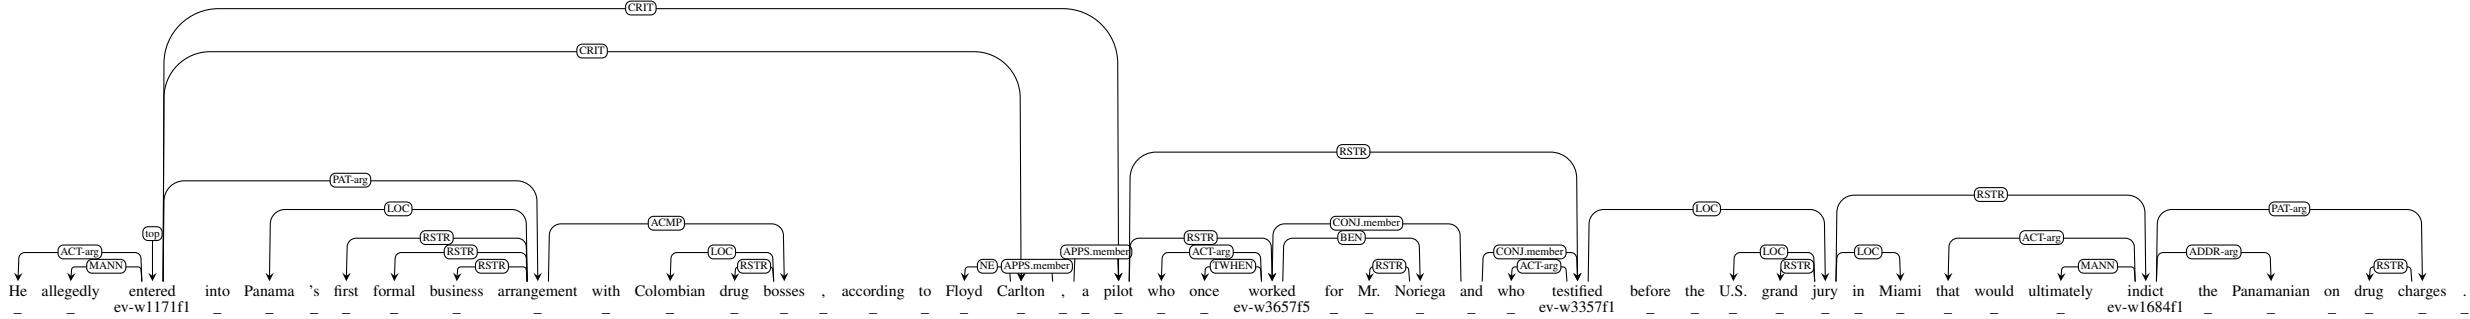 CRIT
CRIT
RSTR
PAT-arg RSTR
LOC LOC PAT-arg
top ACMP CONJ.member
RSTR RSTR BEN ACT-arg
ACT-arg RSTR LOC APPS.member ACT-arg CONJ.member LOC LOC ADDR-arg
MANN RSTR RSTR NE APPS.member TWHEN RSTR ACT-arg RSTR MANN RSTR
He allegedly entered into Panama 's first formal business arrangement with Colombian drug bosses , according to Floyd Carlton , a pilot who once worked for Mr. Noriega and who testified before the U.S. grand jury in Miami that would ultimately indict the Panamanian on drug charges .
_ _ ev-w1171f1 _ _ _ _ _ _ _ _ _ _ _ _ _ _ _ _ _ _ _ _ _ ev-w3657f5 _ _ _ _ _ ev-w3357f1 _ _ _ _ _ _ _ _ _ _ ev-w1684f1 _ _ _ _ _ _